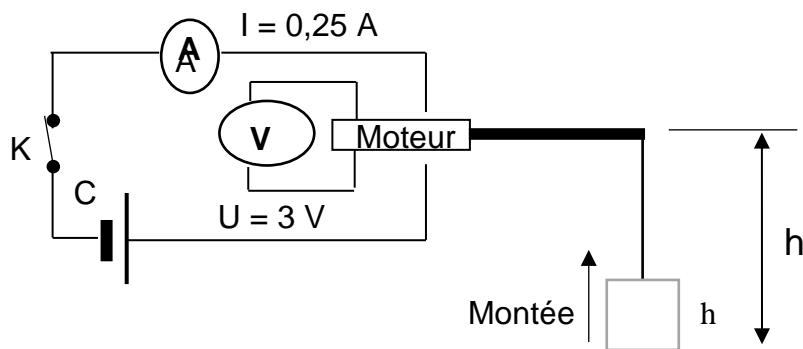 I = 0,25 A
A
A
K
V
Moteur
C
U = 3 V
h
Montée
h